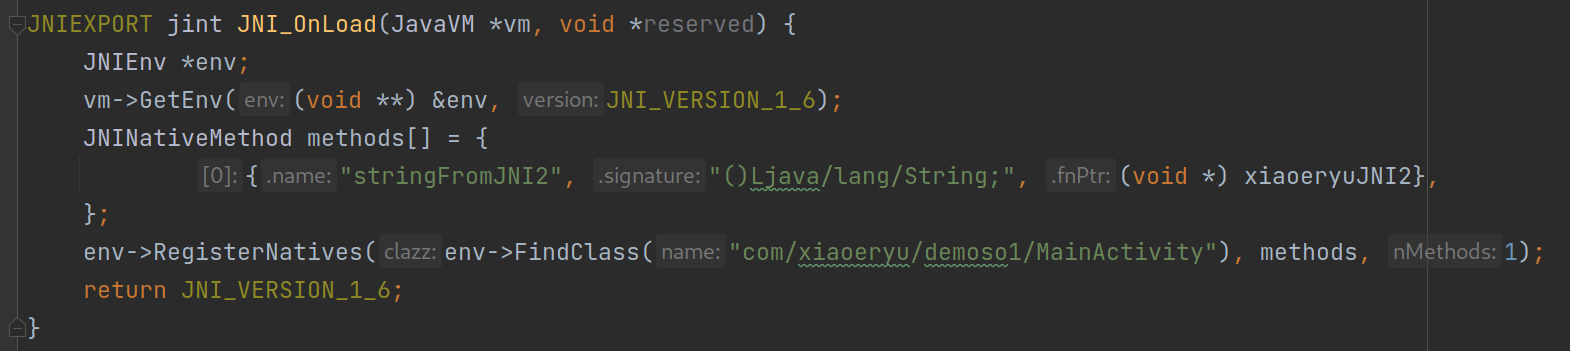 JNIEXPORT jint JNI_OnLoad(JavaVM *vm, void *reserved) {
JNIEnv *env;
vm->GetEnv( env: (void **) &env, version: JNI_VERSION_1_6);
JNINativeMethod methods[] = {
[0]: { .name: "stringFromJNI2", .signature: "()Ljava/lang/String;", .fnPtr: (void *) xiaoeryuJNI2},
};
env->RegisterNatives( clazz: env->FindClass( name: "com/xiaoeryu/demoso1/MainActivity"), methods, nMethods: 1);
return JNI_VERSION_1_6;
}